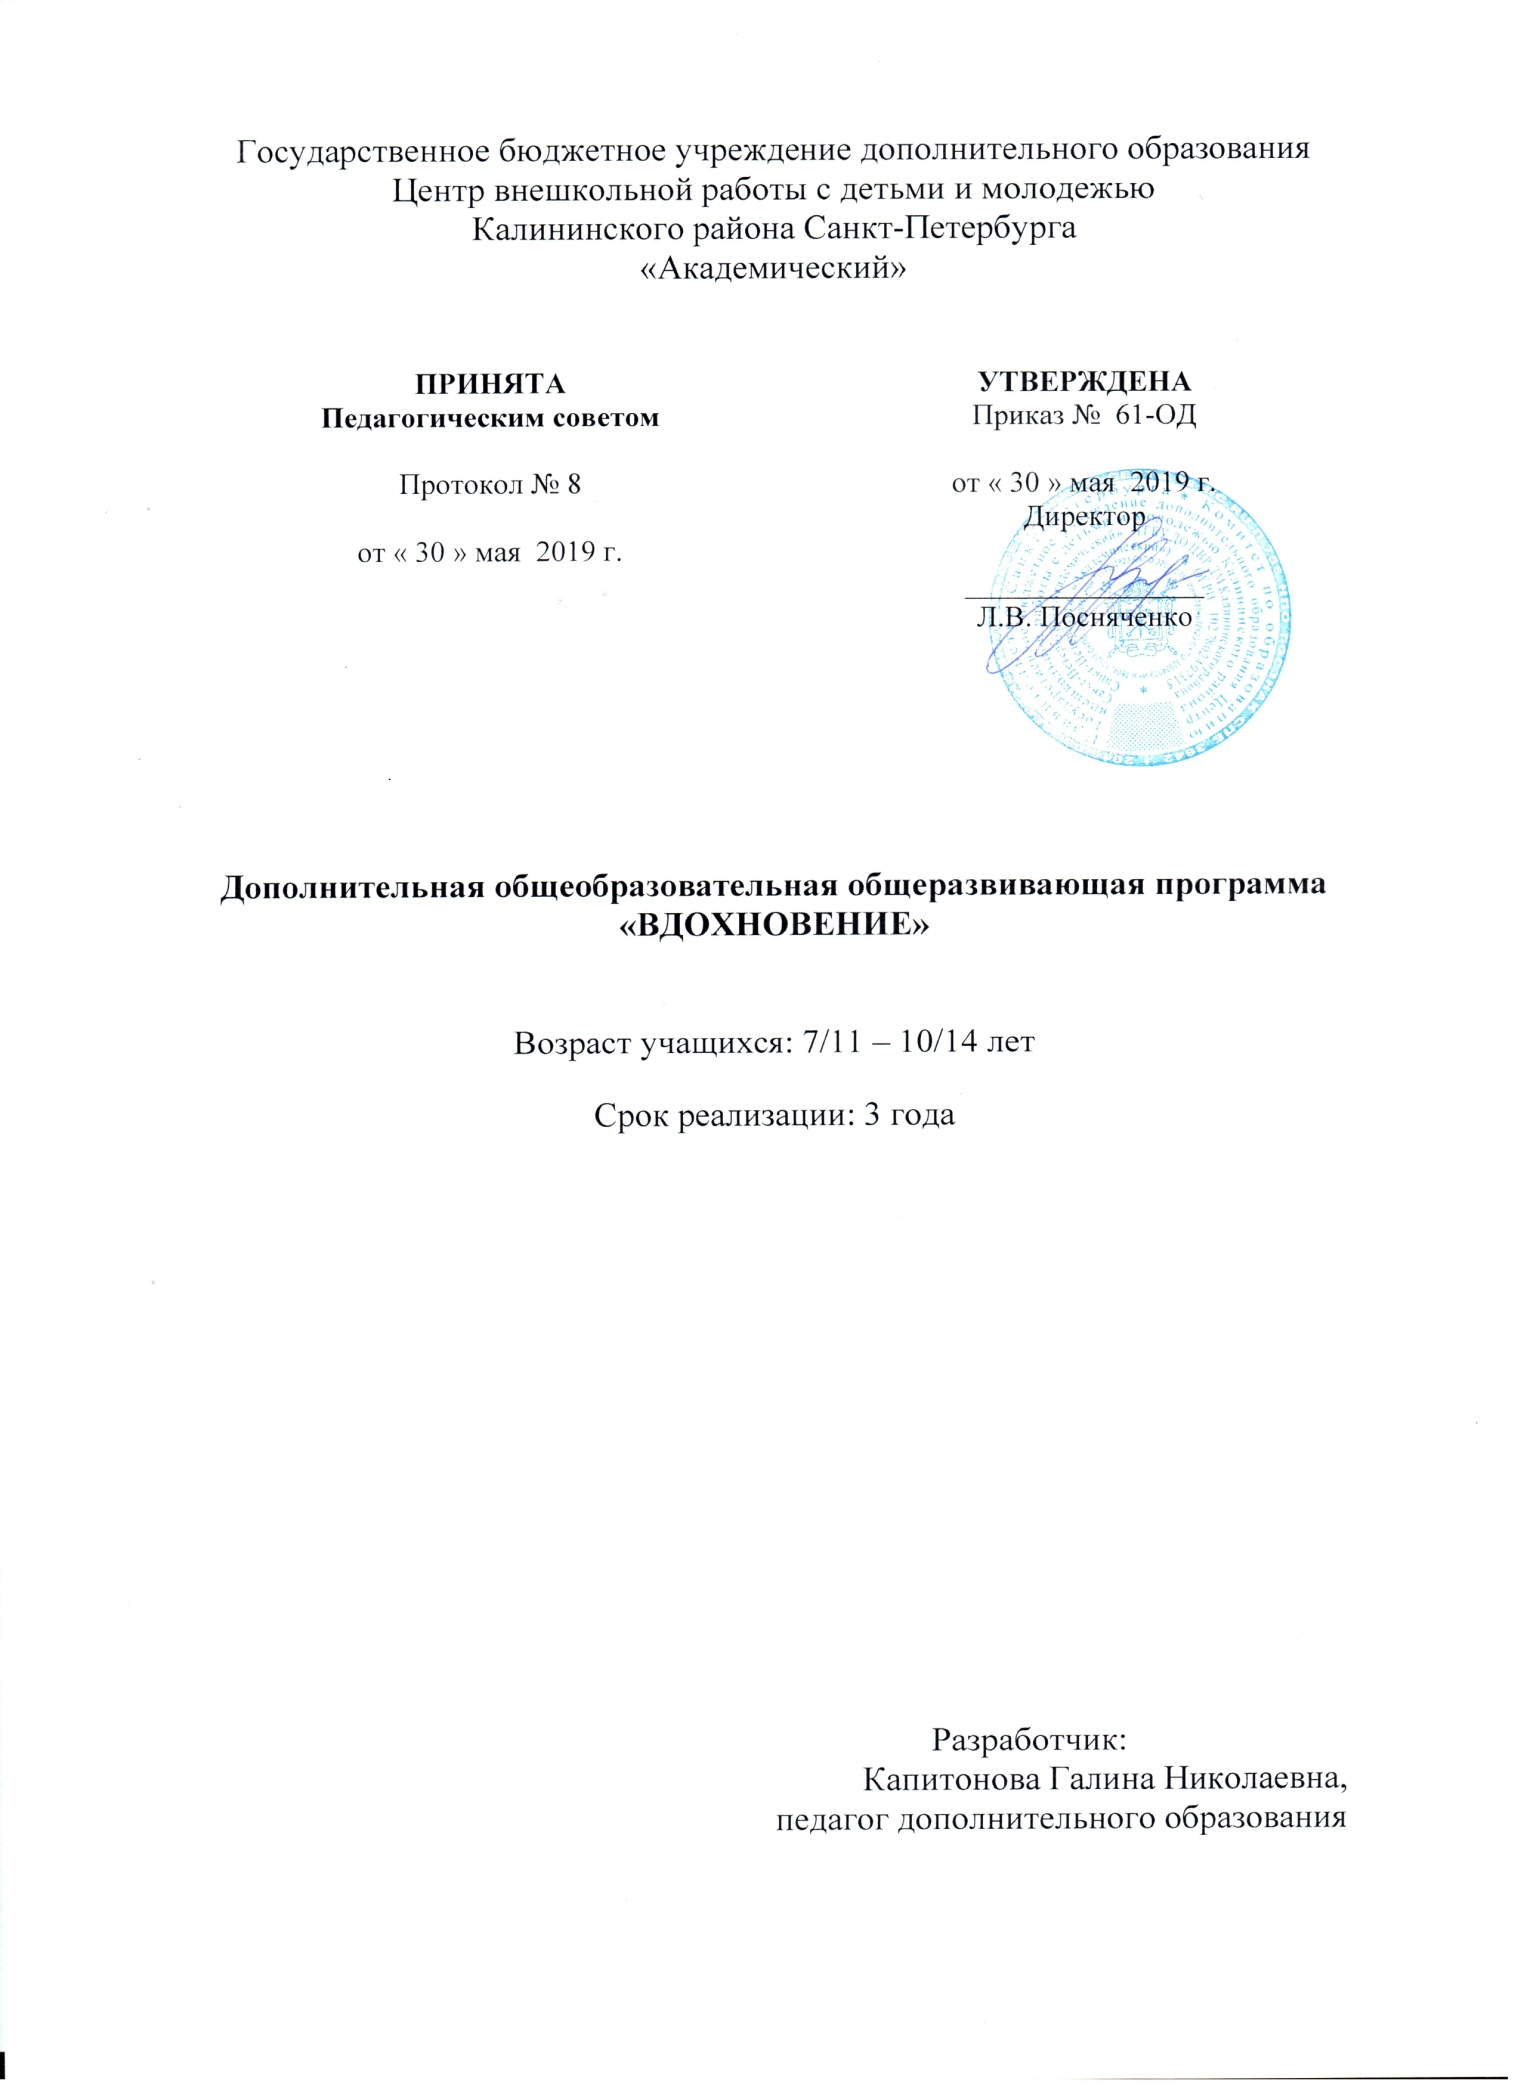 Государственное бюджетное учреждение дополнительного образования
Центр внешкольной работы с детьми и молодежью
Калининского района Санкт-Петербурга
«Академический»
ПРИНЯТА
Педагогическим советом
Протокол № 8
от « 30 » мая 2019 г.
УТВЕРЖДЕНА
Приказ № 61-ОД
от « 30 » мая 2019 г.
Директор
Л.В. Посняченко
Дополнительная общеобразовательная общеразвивающая программа
«ВДОХНОВЕНИЕ»
Возраст учащихся: 7/11 – 10/14 лет
Срок реализации: 3 года
Разработчик:
Капитонова Галина Николаевна,
педагог дополнительного образования